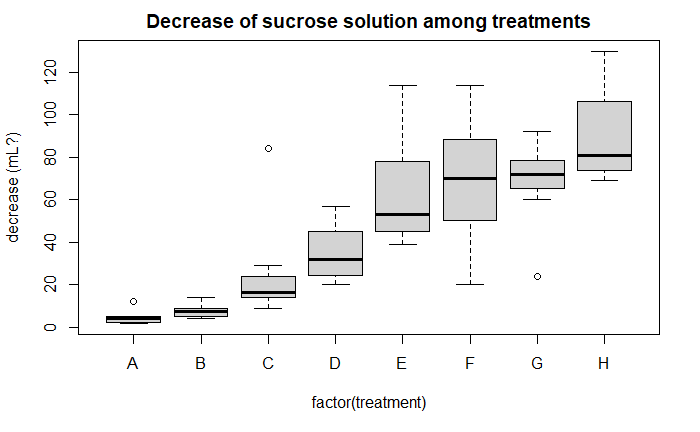 Decrease of sucrose solution among treatments
decrease (mL?)
120
100
80
60
40
20
0
A B C D E F G H
factor(treatment)